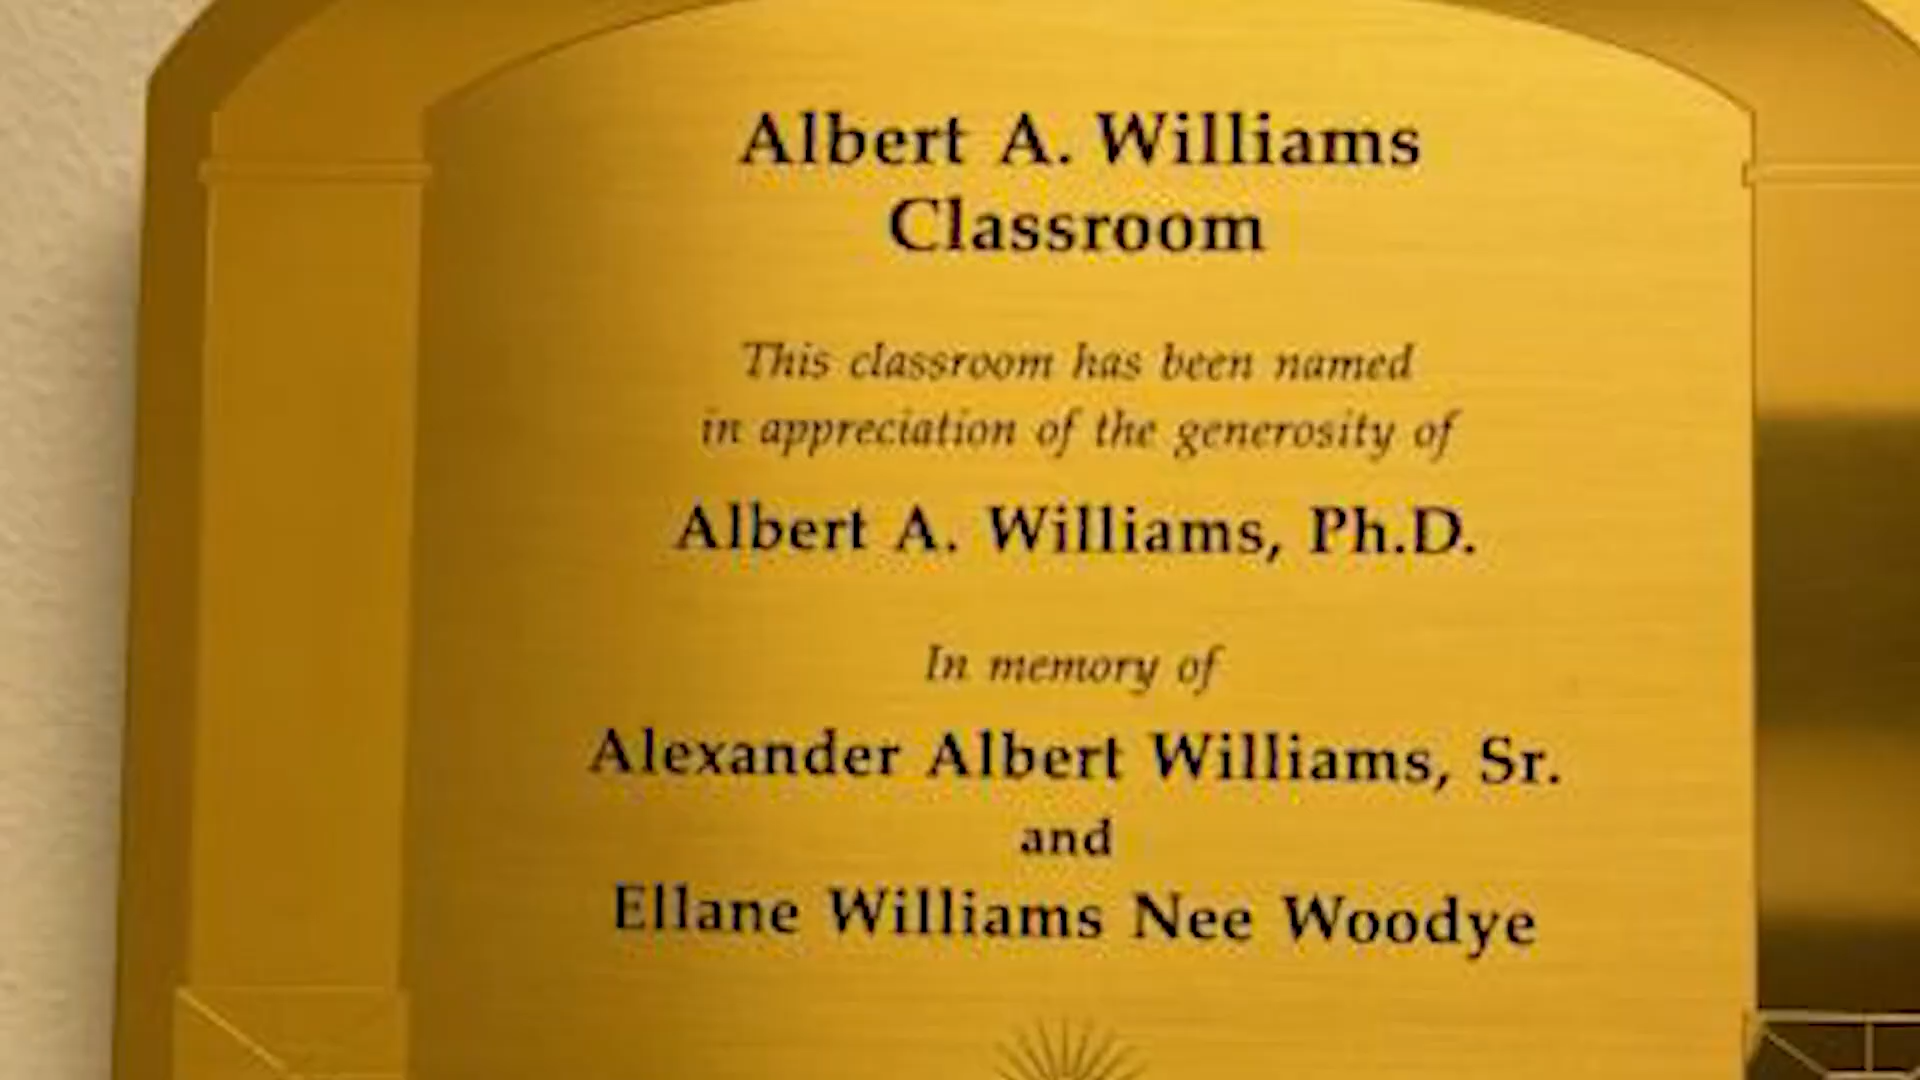 Albert A. Williams
Classroom
This classroom has been named
in appreciation of the generosity of
Albert A. Williams, Ph.D.
In memory of
Alexander Albert Williams, Sr.
and
Ellane Williams Nee Woodye